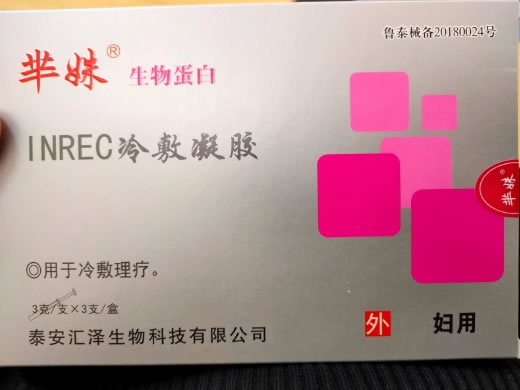 鲁泰械备20180024号
芈姝® 生物蛋白
INREC冷敷凝胶
芈姝®
◎用于冷敷理疗。
3克/支×3支/盒
泰安汇泽生物科技有限公司
外 妇用